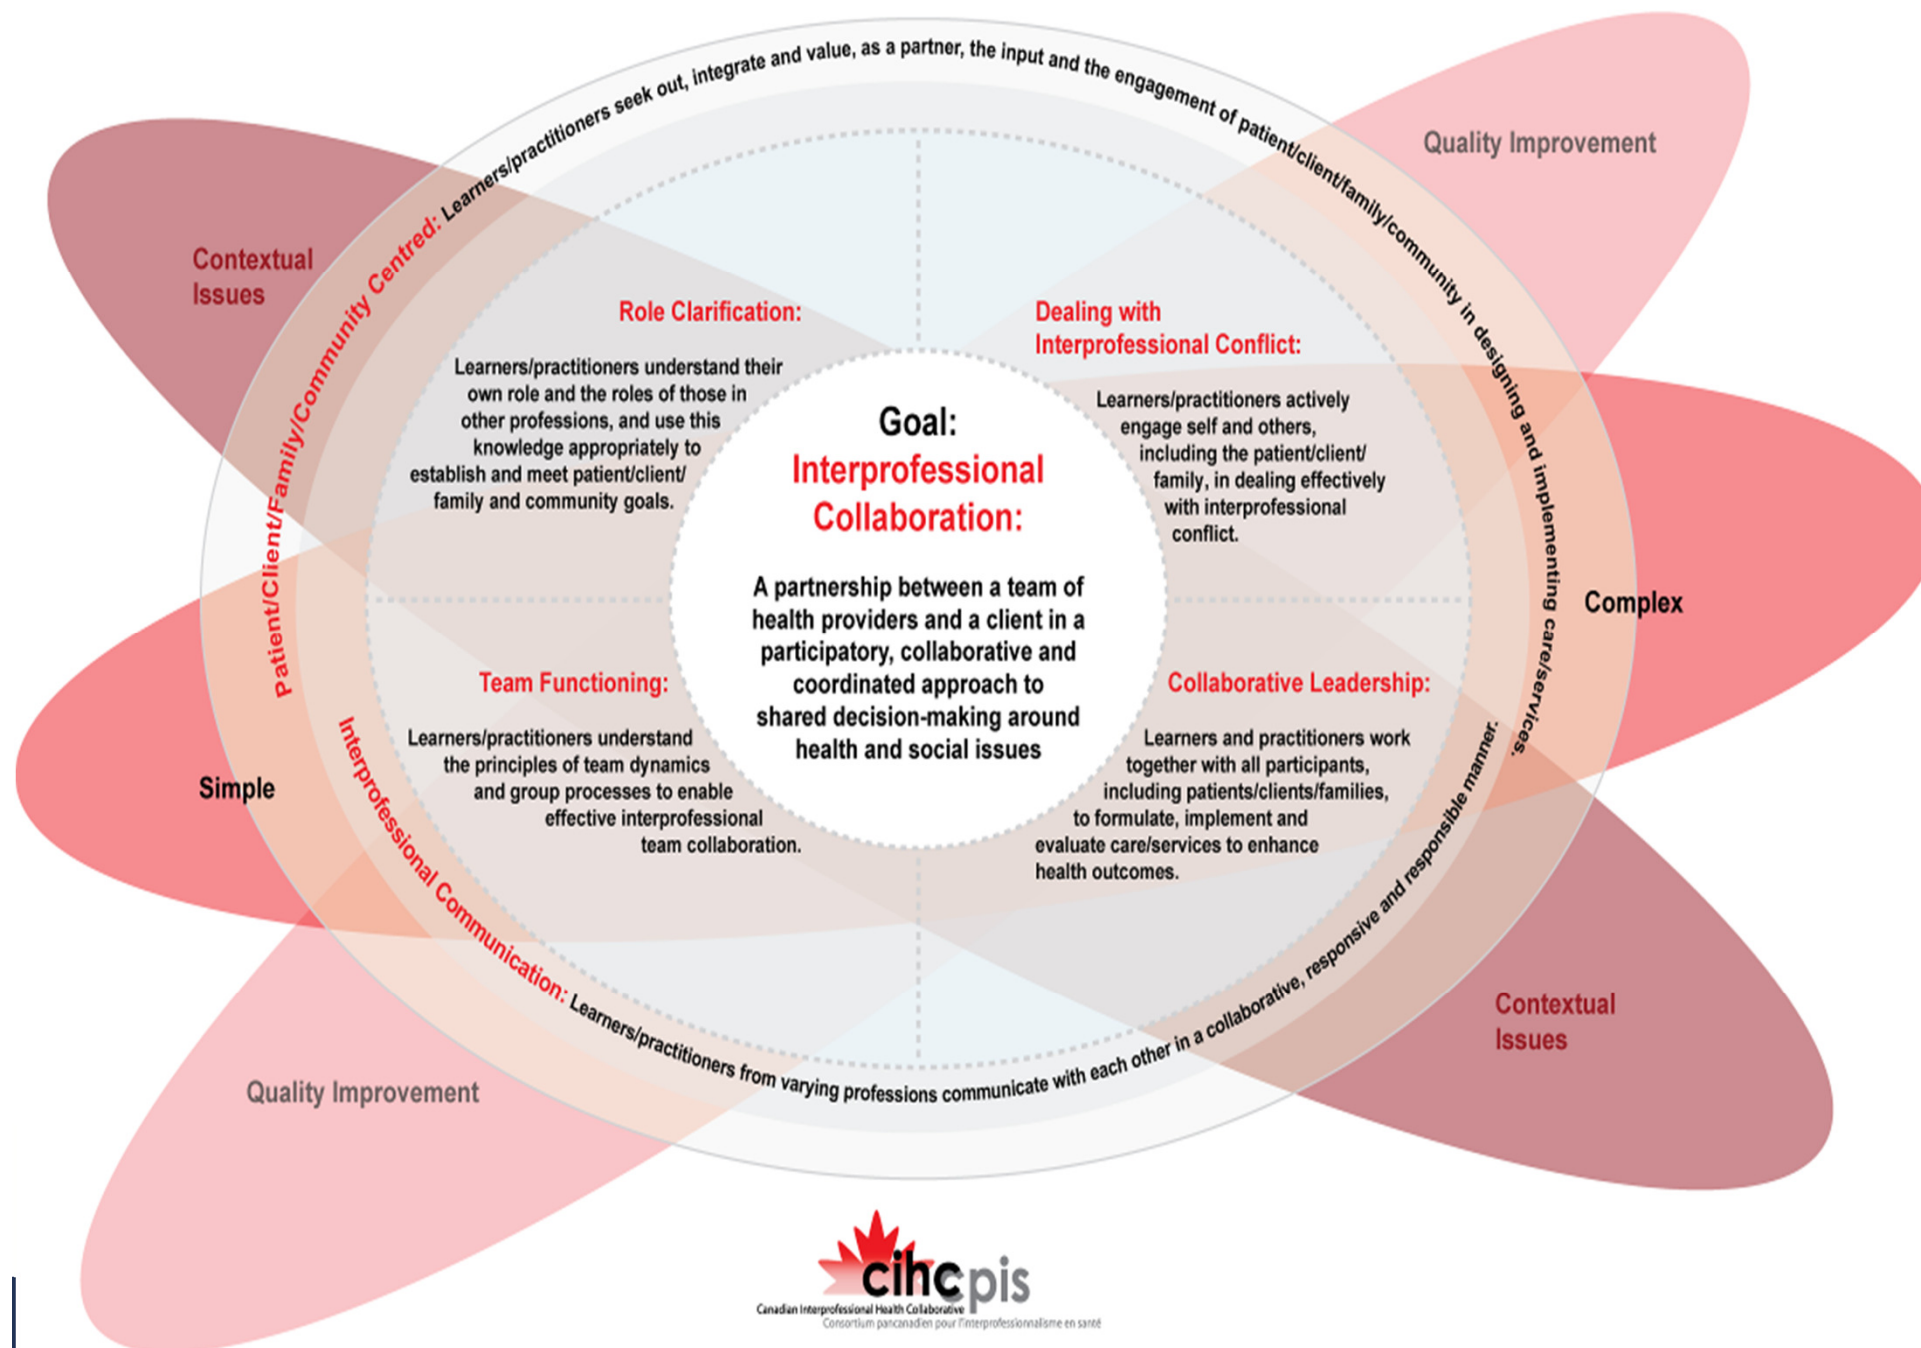 Patient/Client/Family/Community Centred: Learners/practitioners seek out, integrate and value, as a partner, the input and the engagement of patient/client/family/community in designing and implementing care/services.
Quality Improvement
Contextual
Issues
Role Clarification:
Learners/practitioners understand their
own role and the roles of those in
other professions, and use this
knowledge appropriately to
establish and meet patient/client/
family and community goals.
Dealing with
Interprofessional Conflict:
Learners/practitioners actively
engage self and others,
including the patient/client/
family, in dealing effectively
with interprofessional
conflict.
Goal:
Interprofessional
Collaboration:
A partnership between a team of
health providers and a client in a
participatory, collaborative and
coordinated approach to
shared decision-making around
health and social issues
Complex
Simple
Team Functioning:
Learners/practitioners understand
the principles of team dynamics
and group processes to enable
effective interprofessional
team collaboration.
Collaborative Leadership:
Learners and practitioners work
together with all participants,
including patients/clients/families,
to formulate, implement and
evaluate care/services to enhance
health outcomes.
Interprofessional Communication: Learners/practitioners from varying professions communicate with each other in a collaborative, responsive and responsible manner.
Contextual
Issues
Quality Improvement
cihcpis
Canadian Interprofessional Health Collaborative
Consortium pancanadien pour l'interprofessionnalisme en santé